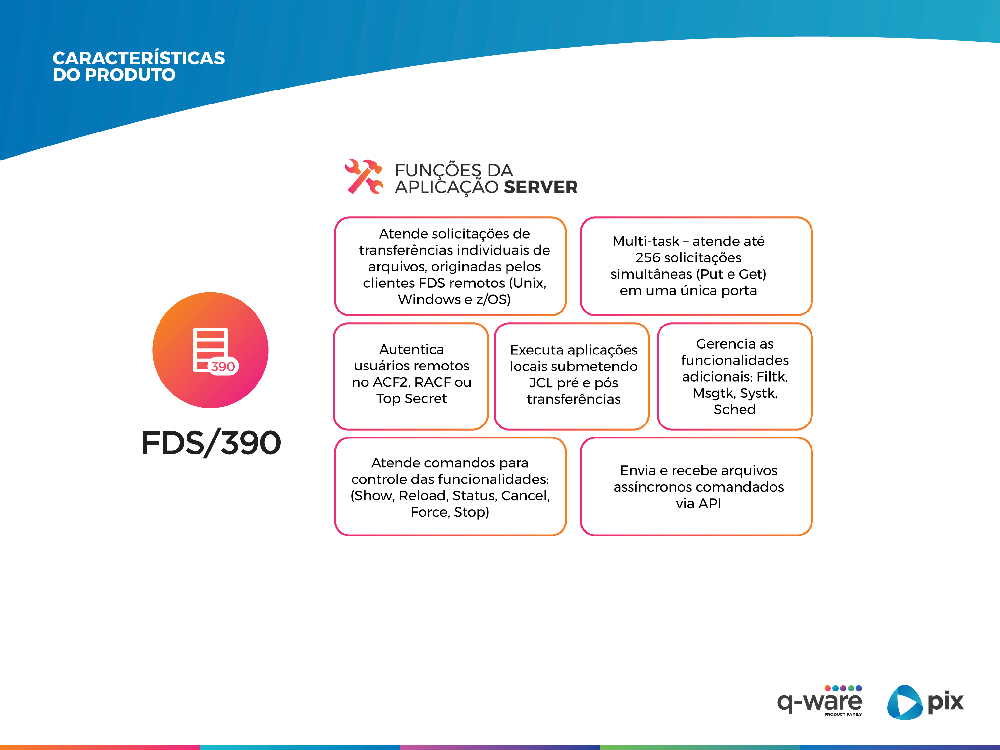 CARACTERÍSTICAS
DO PRODUTO
FUNÇÕES DA
APLICAÇÃO SERVER
Atende solicitações de
transferências individuais de
arquivos, originadas pelos
clientes FDS remotos (Unix,
Windows e z/OS)
Multi-task – atende até
256 solicitações
simultâneas (Put e Get)
em uma única porta
390
FDS/390
Autentica
usuários remotos
no ACF2, RACF ou
Top Secret
Executa aplicações
locais submetendo
JCL pré e pós
transferências
Gerencia as
funcionalidades
adicionais: Filtk,
Msgtk, Systk,
Sched
Atende comandos para
controle das funcionalidades:
(Show, Reload, Status, Cancel,
Force, Stop)
Envia e recebe arquivos
assíncronos comandados
via API
q-ware
PRODUCT FAMILY
pix